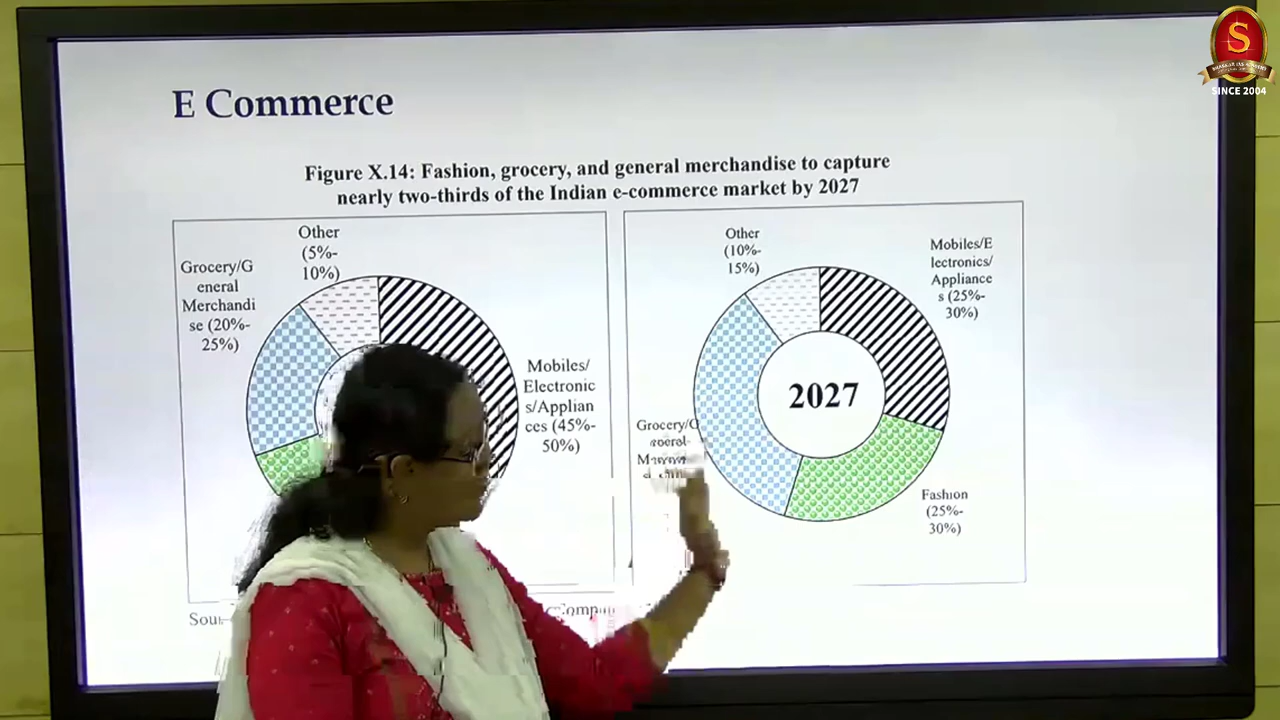 S
SINCE 2004
E Commerce
Figure X.14: Fashion, grocery, and general merchandise to capture
nearly two-thirds of the Indian e-commerce market by 2027
Other
(5%-
10%)
Grocery/G
eneral
Merchandi
se (20%-
25%)
Mobiles/
Electronic
s/Applian
ces (45%-
50%)
Other
(10%-
15%)
Mobiles/E
lectronics/
Appliance
s (25%-
30%)
2027
Grocery/G
Fashion
(25%-
30%)